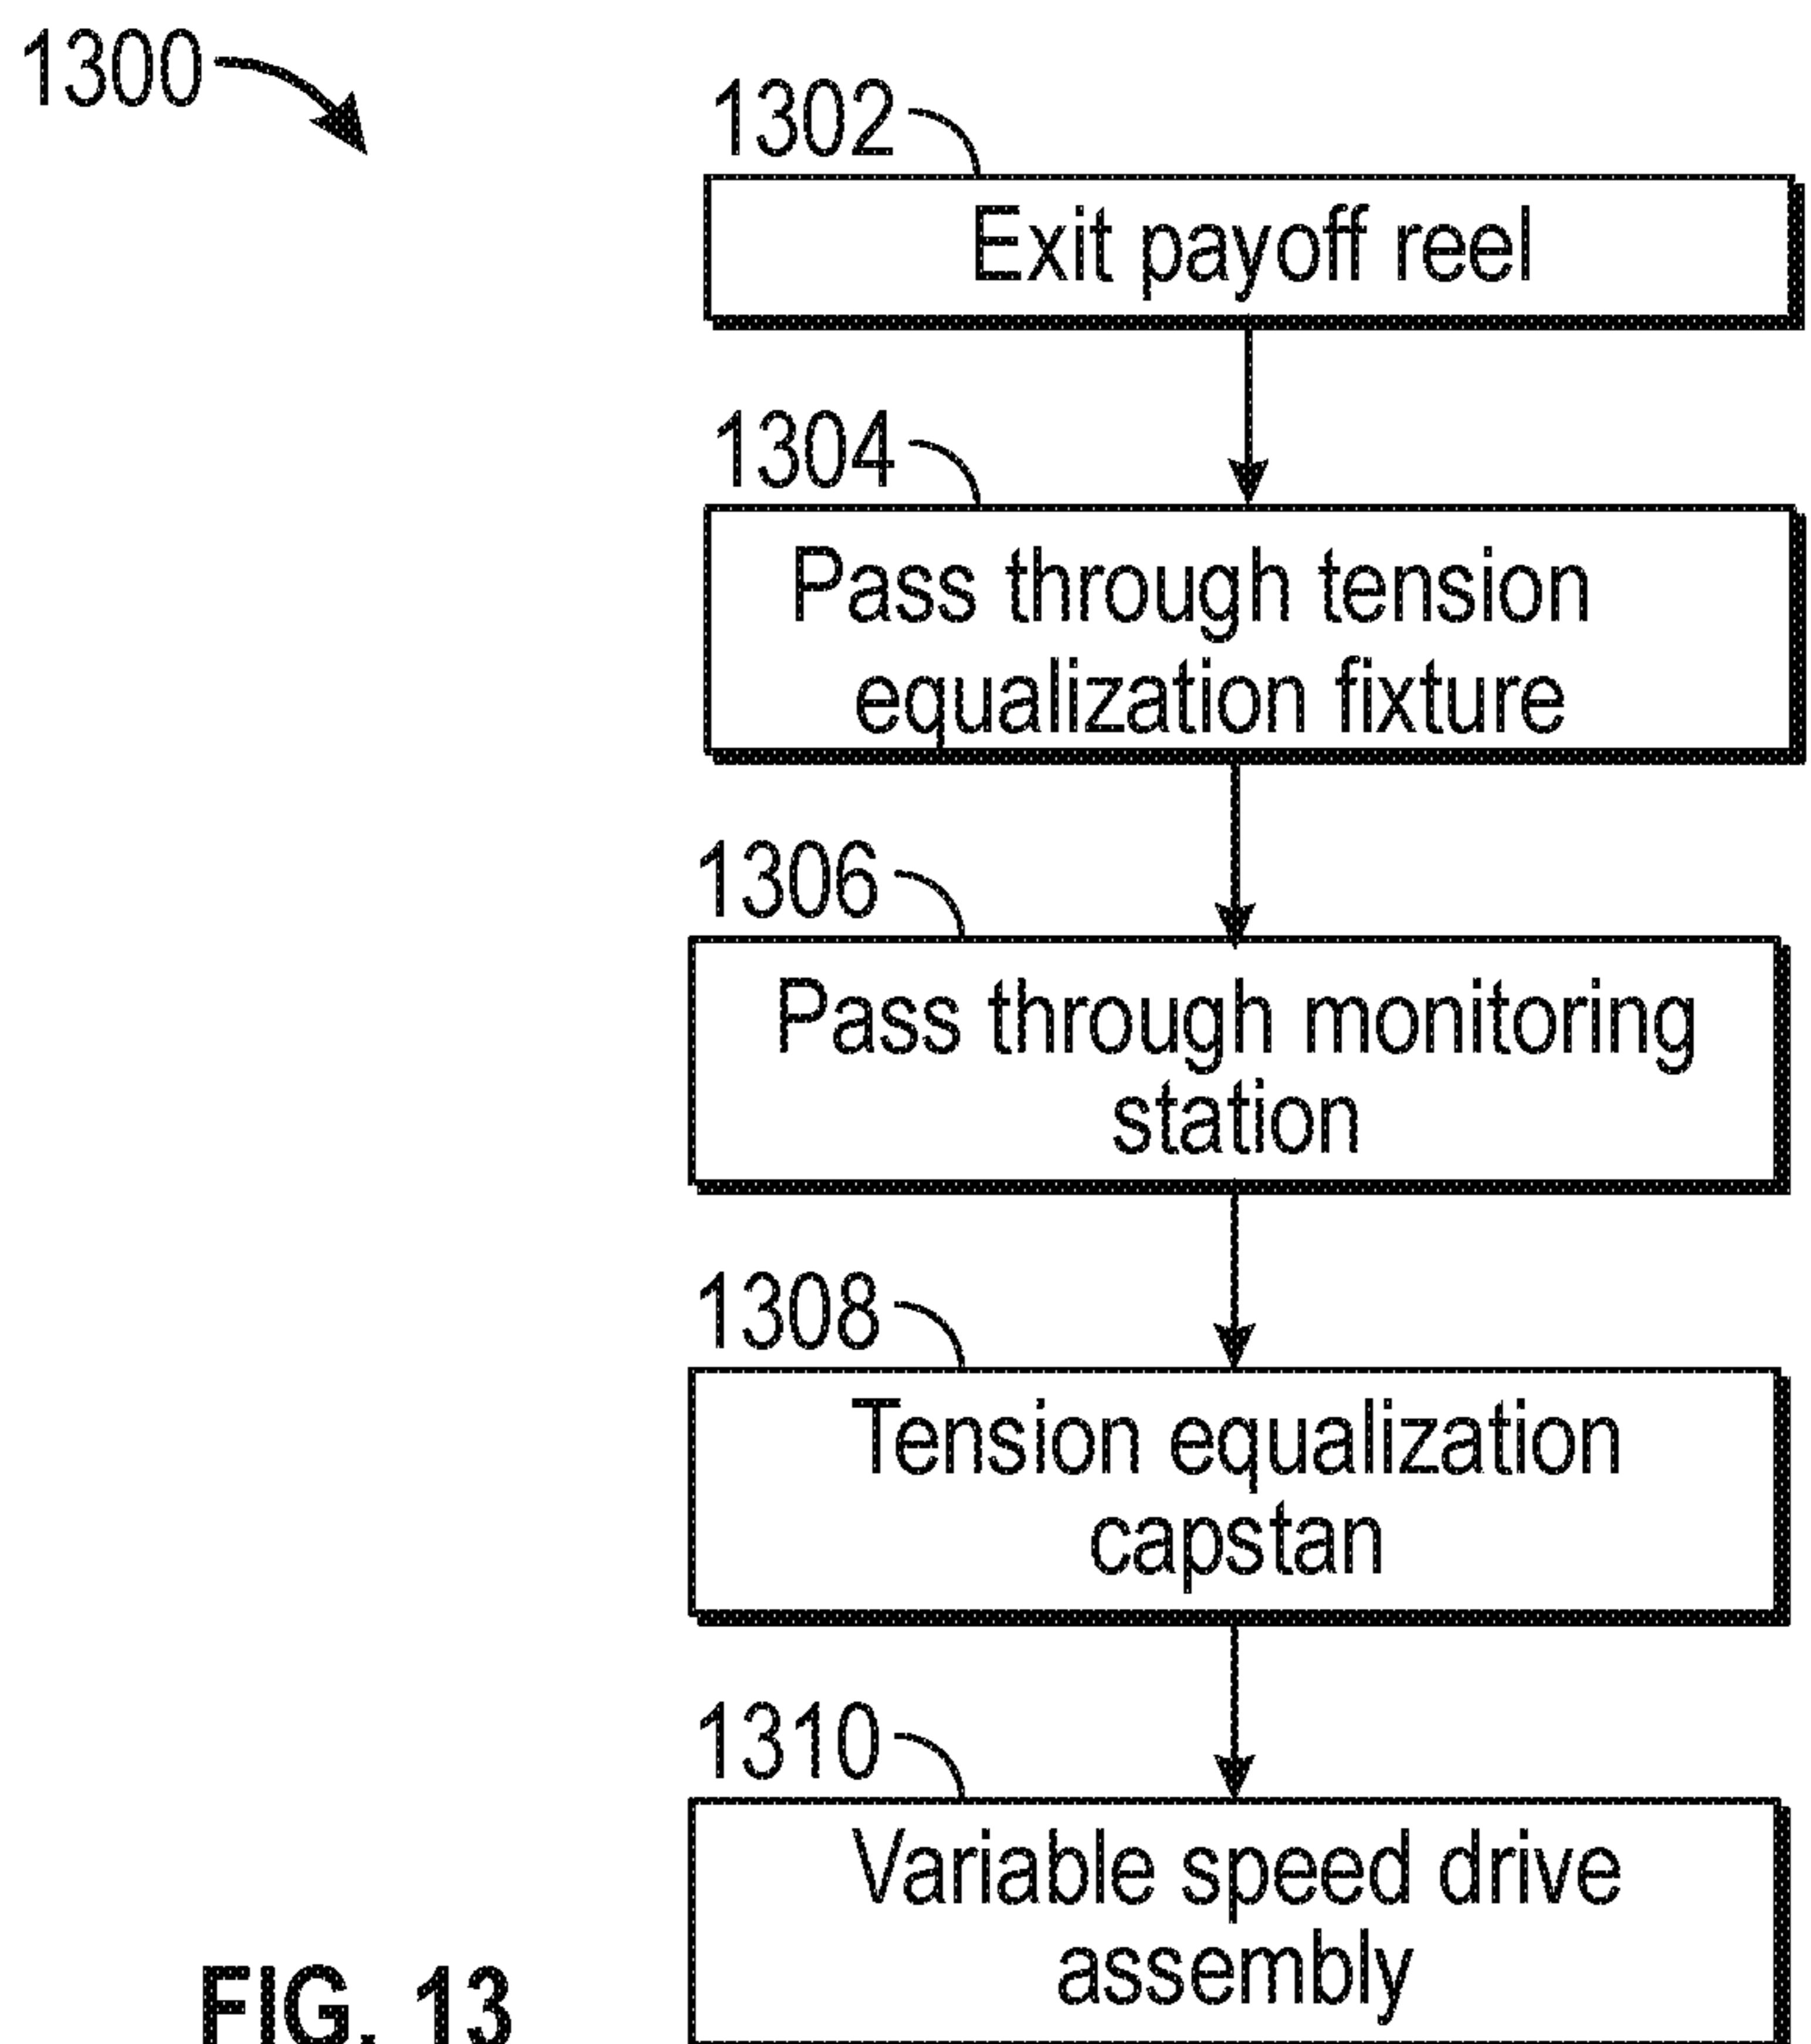 1300
1302
Exit payoff reel
1304
Pass through tension
equalization fixture
1306
Pass through monitoring
station
1308
Tension equalization
capstan
1310
Variable speed drive
assembly
FIG. 13